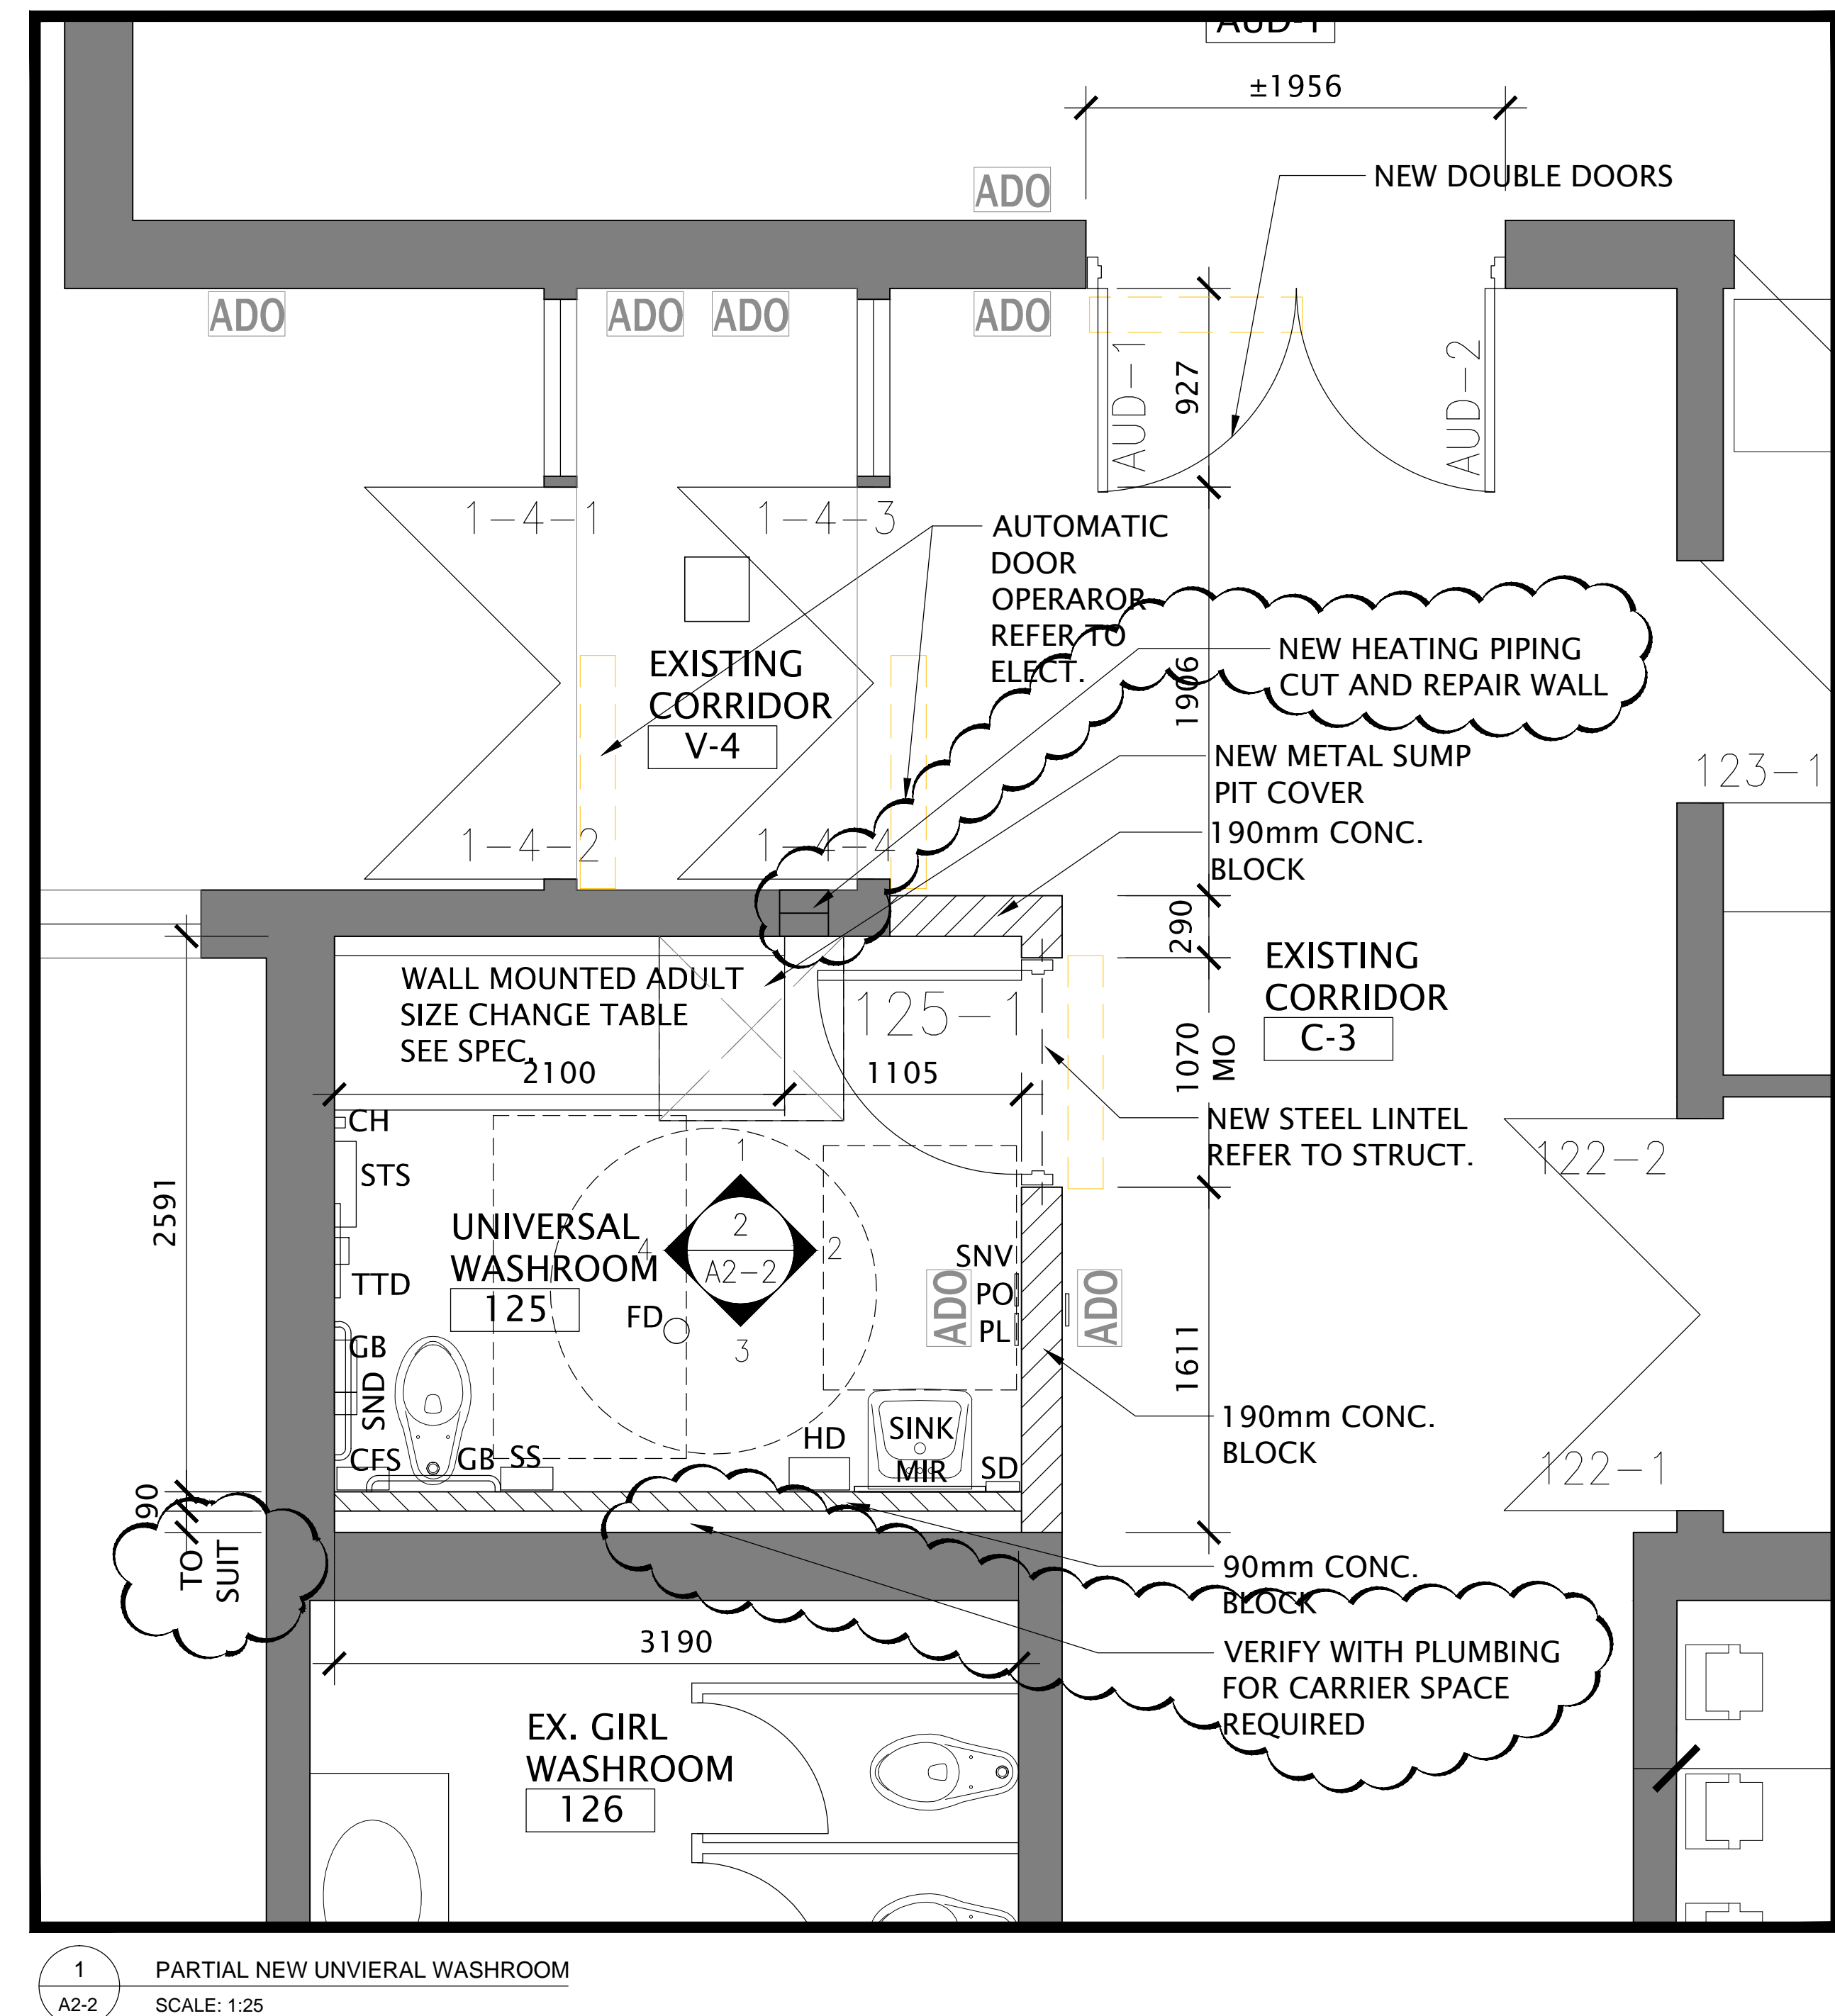 AUD-1
±1956
NEW DOUBLE DOORS
ADO
ADO
ADO
ADO
ADO
AUD-1
927
AUD-2
1-4-1
1-4-3
AUTOMATIC
DOOR
OPERAROR
REFER TO
ELECT.
NEW HEATING PIPING
CUT AND REPAIR WALL
1906
EXISTING
CORRIDOR
V-4
NEW METAL SUMP
PIT COVER
123-1
190mm CONC.
BLOCK
1-4-2
1-4-4
290
EXISTING
CORRIDOR
C-3
WALL MOUNTED ADULT
SIZE CHANGE TABLE
SEE SPEC.
125-1
2100
1105
1070
MO
NEW STEEL LINTEL
REFER TO STRUCT.
122-2
CH
STS
2591
UNIVERSAL
WASHROOM
125
1
2
A2-2
4
2
3
FD
TTD
SNV
PO
PL
ADO
ADO
GB
SND
1611
190mm CONC.
BLOCK
CFS
GB
SS
HD
SINK
MIR
SD
122-1
90
TO
SUIT
90mm CONC.
BLOCK
3190
VERIFY WITH PLUMBING
FOR CARRIER SPACE
REQUIRED
EX. GIRL
WASHROOM
126
1
A2-2
PARTIAL NEW UNVIERAL WASHROOM
SCALE: 1:25